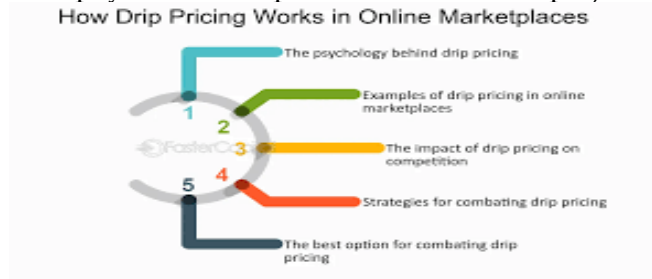 How Drip Pricing Works in Online Marketplaces
The psychology behind drip pricing
1
Examples of drip pricing in online
marketplaces
2
The impact of drip pricing on
competition
3
Strategies for combating drip pricing
4
The best option for combating drip
pricing
5